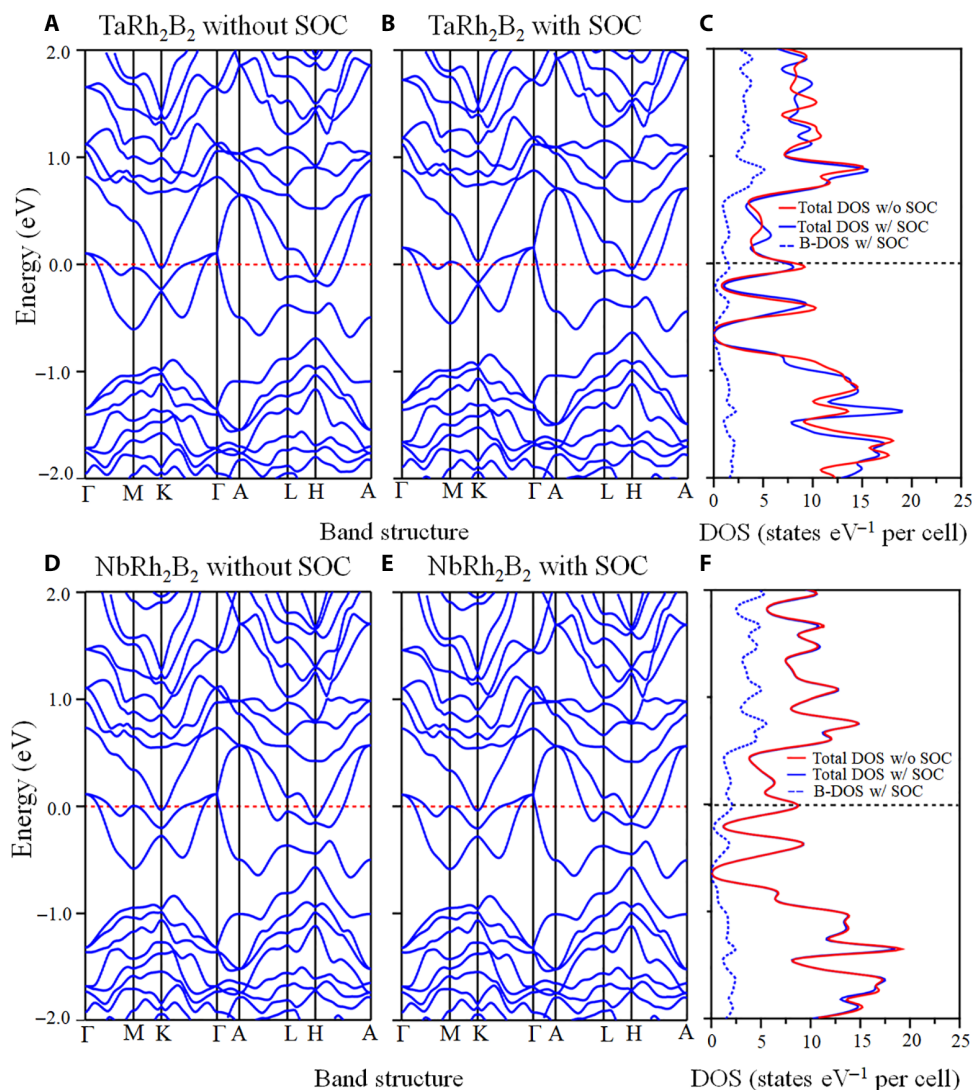 A TaRh₂B₂ without SOC
B TaRh₂B₂ with SOC
C
Energy (eV)
2.0
1.0
0.0
−1.0
−2.0
Γ M K Γ A L H A
Γ M K Γ A L H A
Total DOS w/o SOC
Total DOS w/ SOC
B-DOS w/ SOC
0 5 10 15 20 25
Band structure
DOS (states eV⁻¹ per cell)
D NbRh₂B₂ without SOC
E NbRh₂B₂ with SOC
F
Energy (eV)
2.0
1.0
0.0
−1.0
−2.0
Γ M K Γ A L H A
Γ M K Γ A L H A
Total DOS w/o SOC
Total DOS w/ SOC
B-DOS w/ SOC
0 5 10 15 20 25
Band structure
DOS (states eV⁻¹ per cell)